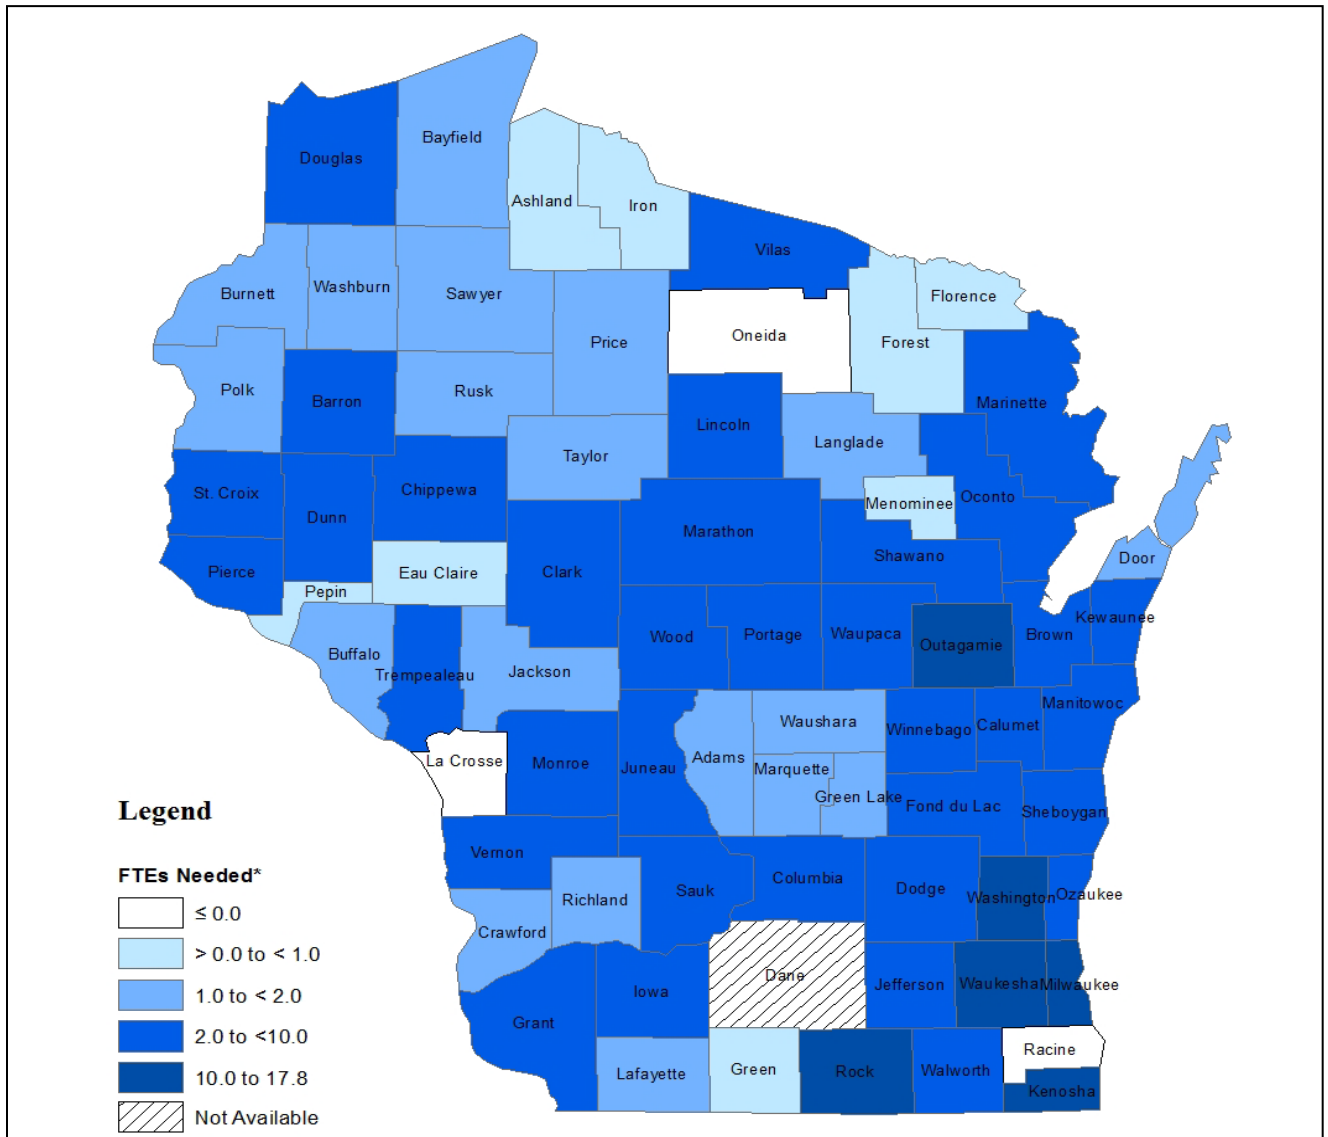 Bayfield
Douglas
Ashland
Iron
Vilas
Washburn
Burnett
Sawyer
Florence
Oneida
Price
Forest
Polk
Rusk
Barron
Marinette
Lincoln
Langlade
Taylor
St. Croix
Chippewa
Oconto
Menominee
Dunn
Marathon
Shawano
Door
Pierce
Eau Claire
Clark
Pepin
Kewaunee
Wood
Portage
Waupaca
Brown
Outagamie
Buffalo
Jackson
Trempealeau
Manitowoc
Waushara
Calumet
Winnebago
Adams
La Crosse
Monroe
Juneau
Marquette
Green Lake
Fond du Lac
Sheboygan
Vernon
Columbia
Dodge
Sauk
Ozaukee
Washington
Richland
Crawford
Dane
Jefferson
Waukesha
Milwaukee
Iowa
Grant
Racine
Green
Rock
Walworth
Lafayette
Kenosha
Legend
FTEs Needed*
≤ 0.0
> 0.0 to < 1.0
1.0 to < 2.0
2.0 to <10.0
10.0 to 17.8
Not Available